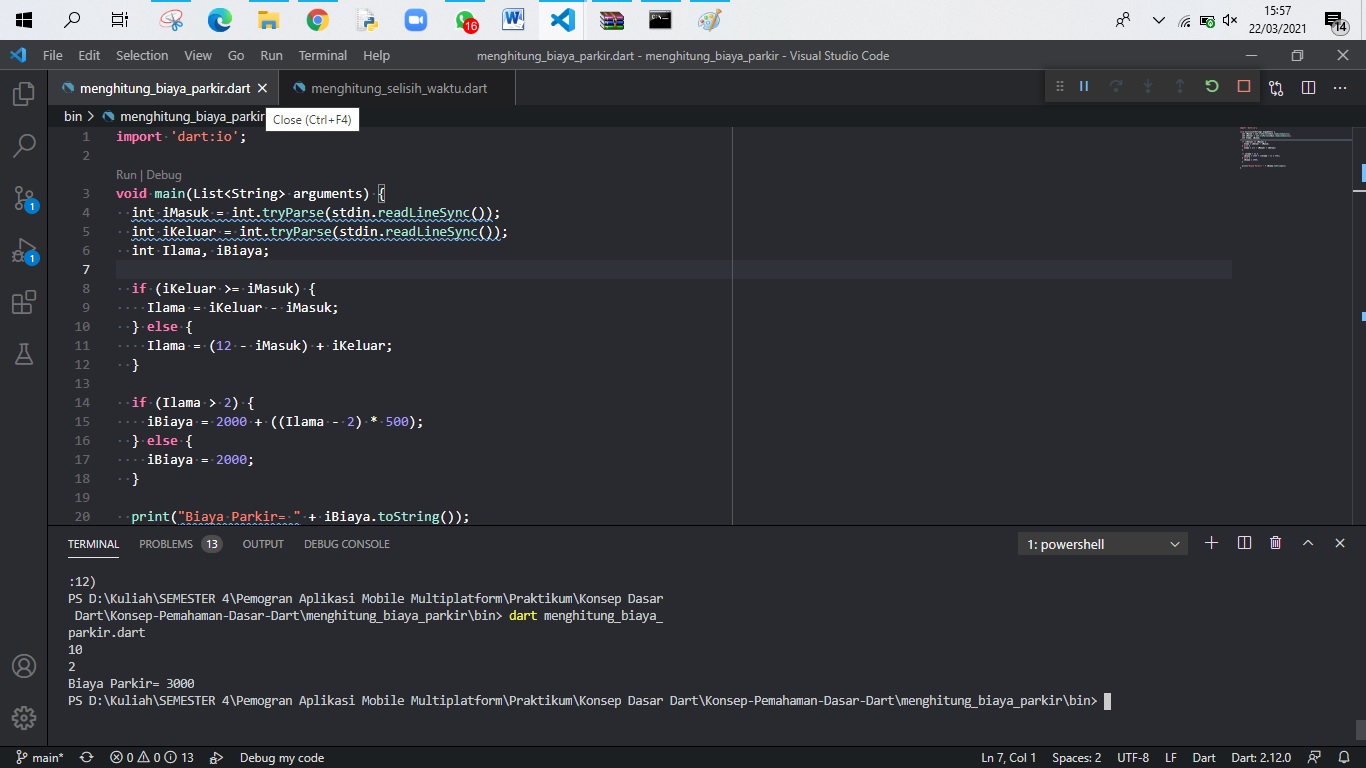 16
15:57
22/03/2021
14
File Edit Selection View Go Run Terminal Help
menghitung_biaya_parkir.dart - menghitung_biaya_parkir - Visual Studio Code
menghitung_biaya_parkir.dart
menghitung_selisih_waktu.dart
bin > menghitung_biaya_parkir
Close (Ctrl+F4)
1 import 'dart:io';
2
Run | Debug
3 void main(List<String> arguments) {
4 int iMasuk = int.tryParse(stdin.readLineSync());
5 int iKeluar = int.tryParse(stdin.readLineSync());
6 int Ilama, iBiaya;
7
8 if (iKeluar >= iMasuk) {
9 Ilama = iKeluar - iMasuk;
10 } else {
11 Ilama = (12 - iMasuk) + iKeluar;
12 }
13
14 if (Ilama > 2) {
15 iBiaya = 2000 + ((Ilama - 2) * 500);
16 } else {
17 iBiaya = 2000;
18 }
19
20 print("Biaya Parkir= " + iBiaya.toString());
1
1
TERMINAL PROBLEMS 13 OUTPUT DEBUG CONSOLE
1: powershell
:12)
PS D:\Kuliah\SEMESTER 4\Pemogran Aplikasi Mobile Multiplatform\Praktikum\Konsep Dasar
Dart\Konsep-Pemahaman-Dasar-Dart\menghitung_biaya_parkir\bin> dart menghitung_biaya_
parkir.dart
10
2
Biaya Parkir= 3000
PS D:\Kuliah\SEMESTER 4\Pemogran Aplikasi Mobile Multiplatform\Praktikum\Konsep Dasar Dart\Konsep-Pemahaman-Dasar-Dart\menghitung_biaya_parkir\bin>
main* 0 0 13 Debug my code
Ln 7, Col 1 Spaces: 2 UTF-8 LF Dart Dart: 2.12.0